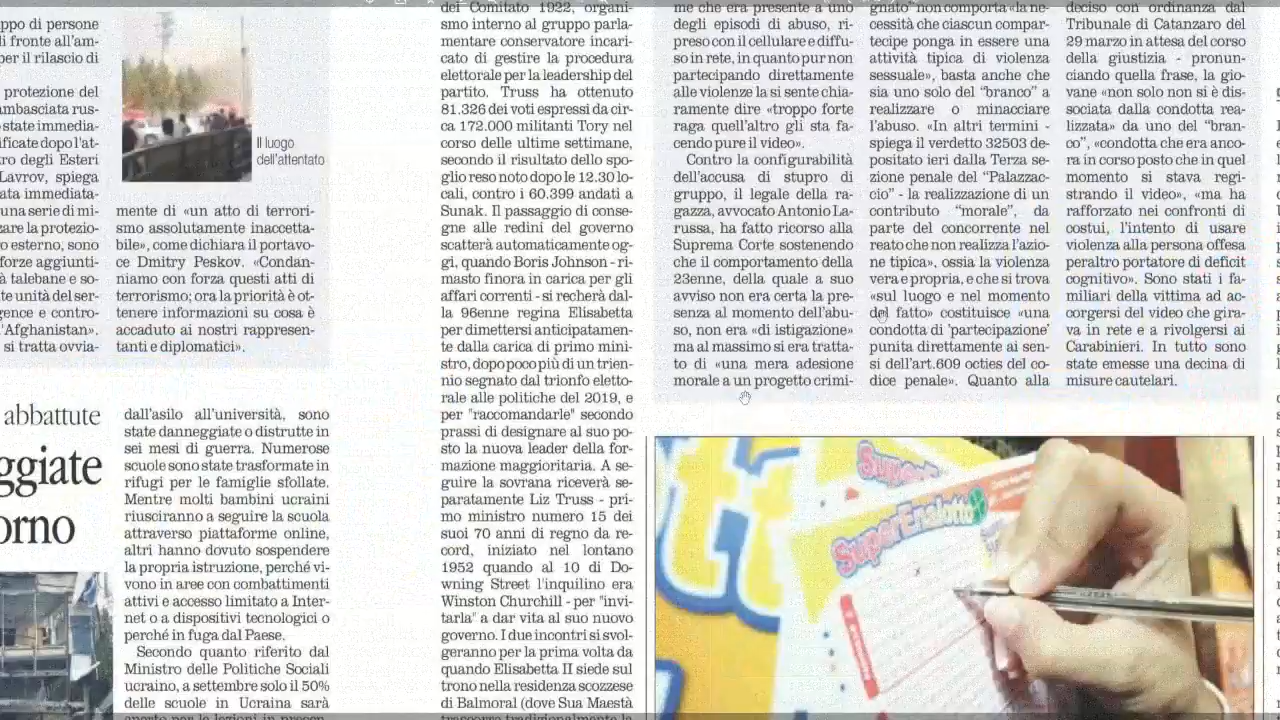 ppo di persone
i fronte all'am-
per il rilascio di
protezione del
ambasciata rus-
state immedia-
ificate dopo l'at-
ro degli Esteri
Lavrov, spiega
ata immediata-
una serie di mi-
zare la protezio-
o esterno, sono
forze aggiunti-
à talebane e so-
te unità del ser-
gence e contro-
'Afghanistan».
si tratta ovvia-
Il luogo
dell'attentato
mente di «un atto di terrori-
smo assolutamente inaccetta-
bile», come dichiara il portavo-
ce Dmitry Peskov. «Condan-
niamo con forza questi atti di
terrorismo; ora la priorità è ot-
tenere informazioni su cosa è
accaduto ai nostri rappresen-
tanti e diplomatici».
abbattute
ggiate
orno
dall'asilo all'università, sono
state danneggiate o distrutte in
sei mesi di guerra. Numerose
scuole sono state trasformate in
rifugi per le famiglie sfollate.
Mentre molti bambini ucraini
riusciranno a seguire la scuola
attraverso piattaforme online,
altri hanno dovuto sospendere
la propria istruzione, perché vi-
vono in aree con combattimenti
attivi e accesso limitato a Inter-
net o a dispositivi tecnologici o
perché in fuga dal Paese.
Secondo quanto riferito dal
Ministro delle Politiche Sociali
ucraino, a settembre solo il 50%
delle scuole in Ucraina sarà
del Comitato 1922, organi-
smo interno al gruppo parla-
mentare conservatore incari-
cato di gestire la procedura
elettorale per la leadership del
partito. Truss ha ottenuto
81.326 dei voti espressi da cir-
ca 172.000 militanti Tory nel
corso delle ultime settimane,
secondo il risultato dello spo-
glio reso noto dopo le 12.30 lo-
cali, contro i 60.399 andati a
Sunak. Il passaggio di conse-
gne alle redini del governo
scatterà automaticamente og-
gi, quando Boris Johnson - ri-
masto finora in carica per gli
affari correnti - si recherà dal-
la 96enne regina Elisabetta
per dimettersi anticipatamen-
te dalla carica di primo mini-
stro, dopo poco più di un trien-
nio segnato dal trionfo eletto-
rale alle politiche del 2019, e
per "raccomandarle" secondo
prassi di designare al suo po-
sto la nuova leader della for-
mazione maggioritaria. A se-
guire la sovrana riceverà se-
paratamente Liz Truss - pri-
mo ministro numero 15 dei
suoi 70 anni di regno da re-
cord, iniziato nel lontano
1952 quando al 10 di Do-
wning Street l'inquilino era
Winston Churchill - per "invi-
tarla" a dar vita al suo nuovo
governo. I due incontri si svol-
geranno per la prima volta da
quando Elisabetta II siede sul
trono nella residenza scozzese
di Balmoral (dove Sua Maestà
me che era presente a uno
degli episodi di abuso, ri-
preso con il cellulare e diffu-
so in rete, in quanto pur non
partecipando direttamente
alle violenze la si sente chia-
ramente dire «troppo forte
raga quell'altro gli sta fa-
cendo pure il video».
Contro la configurabilità
dell'accusa di stupro di
gruppo, il legale della ra-
gazza, avvocato Antonio La-
russa, ha fatto ricorso alla
Suprema Corte sostenendo
che il comportamento della
23enne, della quale a suo
avviso non era certa la pre-
senza al momento dell'abu-
so, non era «di istigazione»
ma al massimo si era tratta-
to di «una mera adesione
morale a un progetto crimi-
gnato" non comporta «la ne-
cessità che ciascun compar-
tecipe ponga in essere una
attività tipica di violenza
sessuale», basta anche che
sia uno solo del "branco" a
realizzare o minacciare
l'abuso. «In altri termini -
spiega il verdetto 32503 de-
positato ieri dalla Terza se-
zione penale del "Palazzac-
cio" - la realizzazione di un
contributo "morale", da
parte del concorrente nel
reato che non realizza l'azio-
ne tipica», ossia la violenza
vera e propria, e che si trova
«sul luogo e nel momento
del fatto» costituisce «una
condotta di 'partecipazione'
punita direttamente ai sen-
si dell'art.609 octies del co-
dice penale». Quanto alla
deciso con ordinanza dal
Tribunale di Catanzaro del
29 marzo in attesa del corso
della giustizia - pronun-
ciando quella frase, la gio-
vane «non solo non si è dis-
sociata dalla condotta rea-
lizzata» da uno del "bran-
co", «condotta che era anco-
ra in corso posto che in quel
momento si stava regi-
strando il video», «ma ha
rafforzato nei confronti di
costui, l'intento di usare
violenza alla persona offesa
peraltro portatore di deficit
cognitivo». Sono stati i fa-
miliari della vittima ad ac-
corgersi del video che gira-
va in rete e a rivolgersi ai
Carabinieri. In tutto sono
state emesse una decina di
misure cautelari.